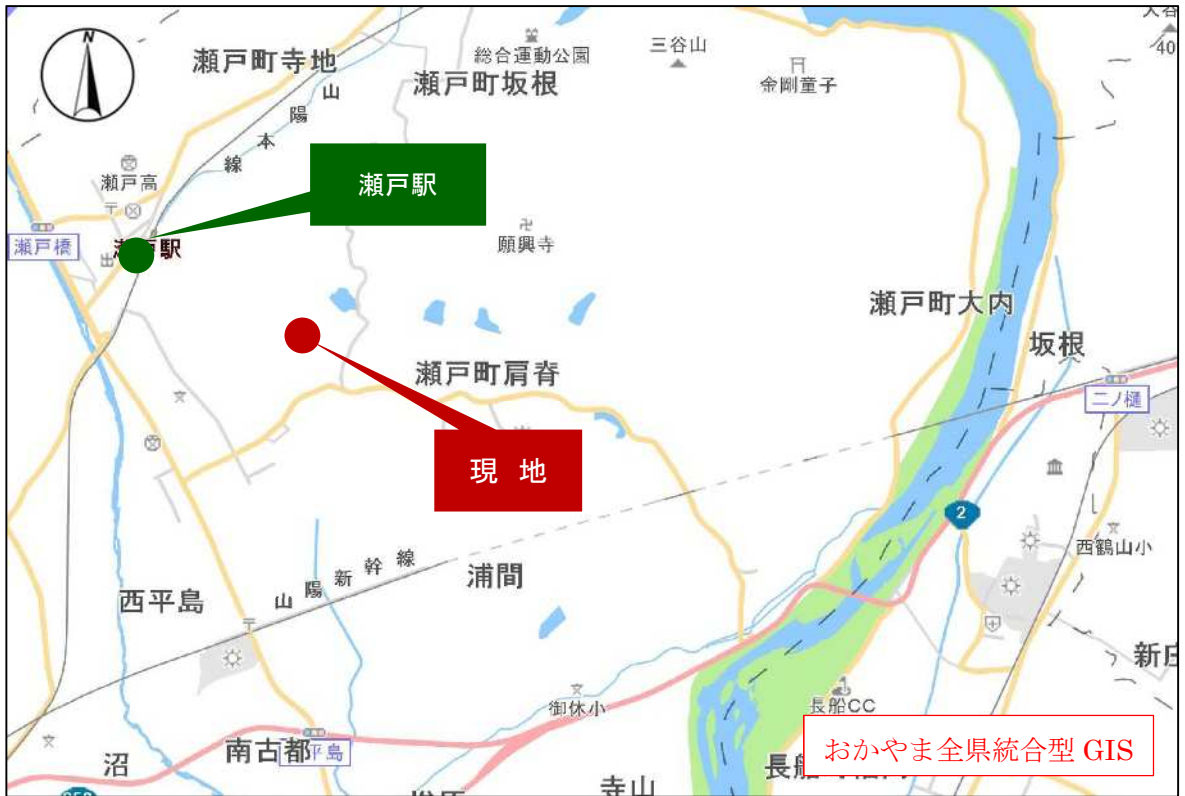 N
瀬戸町寺地
総合運動公園
瀬戸町坂根
三谷山
金剛童子
40
山陽本線
瀬戸高
瀬戸駅
願興寺
瀬戸橋
戸駅
出
瀬戸町大内
坂根
二ノ樋
瀬戸町肩脊
現 地
2
西鶴山小
山陽新幹線
浦間
西平島
新庄
御休小
長船CC
南古都
平島
おかやま全県統合型 GIS
沼
寺山
250